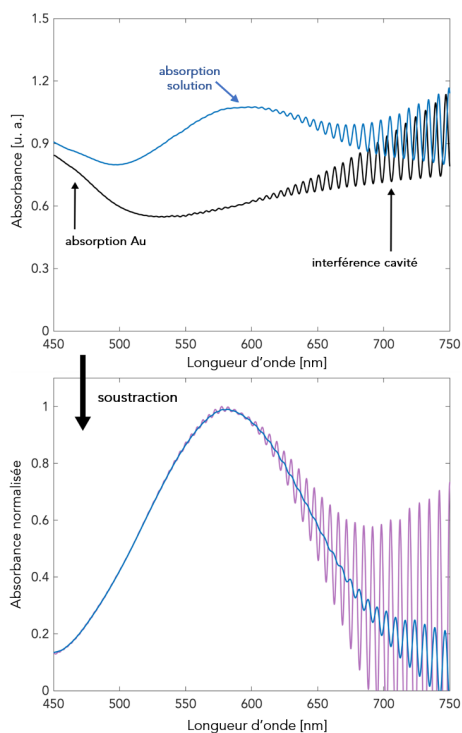 1.5
1.2
0.9
0.6
0.3
0
Absorbance [u. a.]
absorption
solution
absorption Au
interférence cavité
450 500 550 600 650 700 750
Longueur d'onde [nm]
soustraction
1
0.8
0.6
0.4
0.2
0
Absorbance normalisée
450 500 550 600 650 700 750
Longueur d'onde [nm]